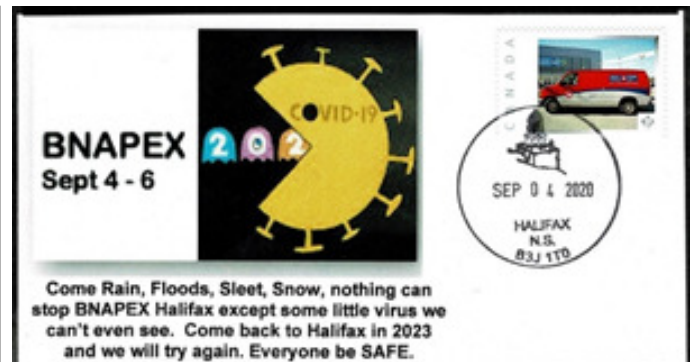 BNAPEX
Sept 4 - 6
202
COVID-19
Come Rain, Floods, Sleet, Snow, nothing can
stop BNAPEX Halifax except some little virus we
can't even see. Come back to Halifax in 2023
and we will try again. Everyone be SAFE.
CANADA
P
SEP 04 2020
HALIFAX
N.S.
B3J 1T0